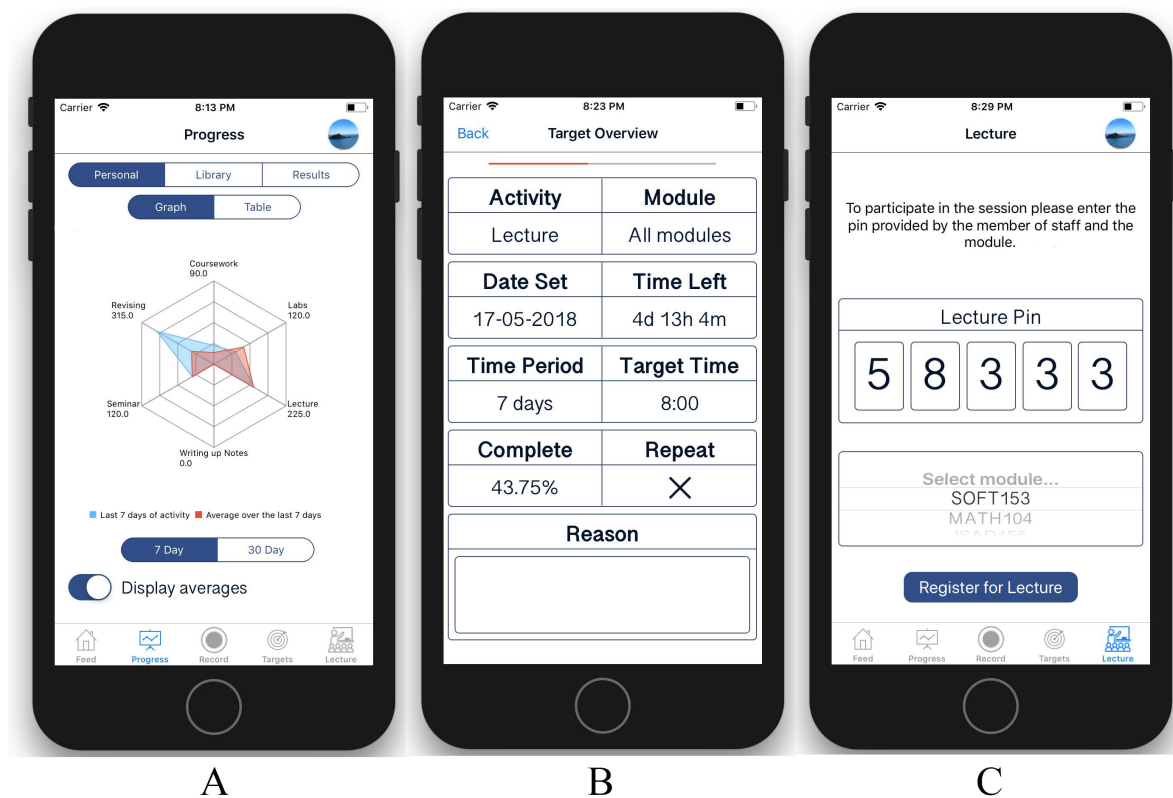 Carrier 8:13 PM
Progress
Personal Library Results
Graph Table
Coursework
90.0
Revising
315.0
Labs
120.0
Seminar
120.0
Lecture
225.0
Writing up Notes
0.0
Last 7 days of activity Average over the last 7 days
7 Day 30 Day
Display averages
Feed Progress Record Targets Lecture
A
Carrier 8:23 PM
Back Target Overview
Activity Module
Lecture All modules
Date Set Time Left
17-05-2018 4d 13h 4m
Time Period Target Time
7 days 8:00
Complete Repeat
43.75%
Reason
B
Carrier 8:29 PM
Lecture
To participate in the session please enter the
pin provided by the member of staff and the
module.
Lecture Pin
5 8 3 3 3
Select module...
SOFT153
MATH104
ISAD155
Register for Lecture
Feed Progress Record Targets Lecture
C